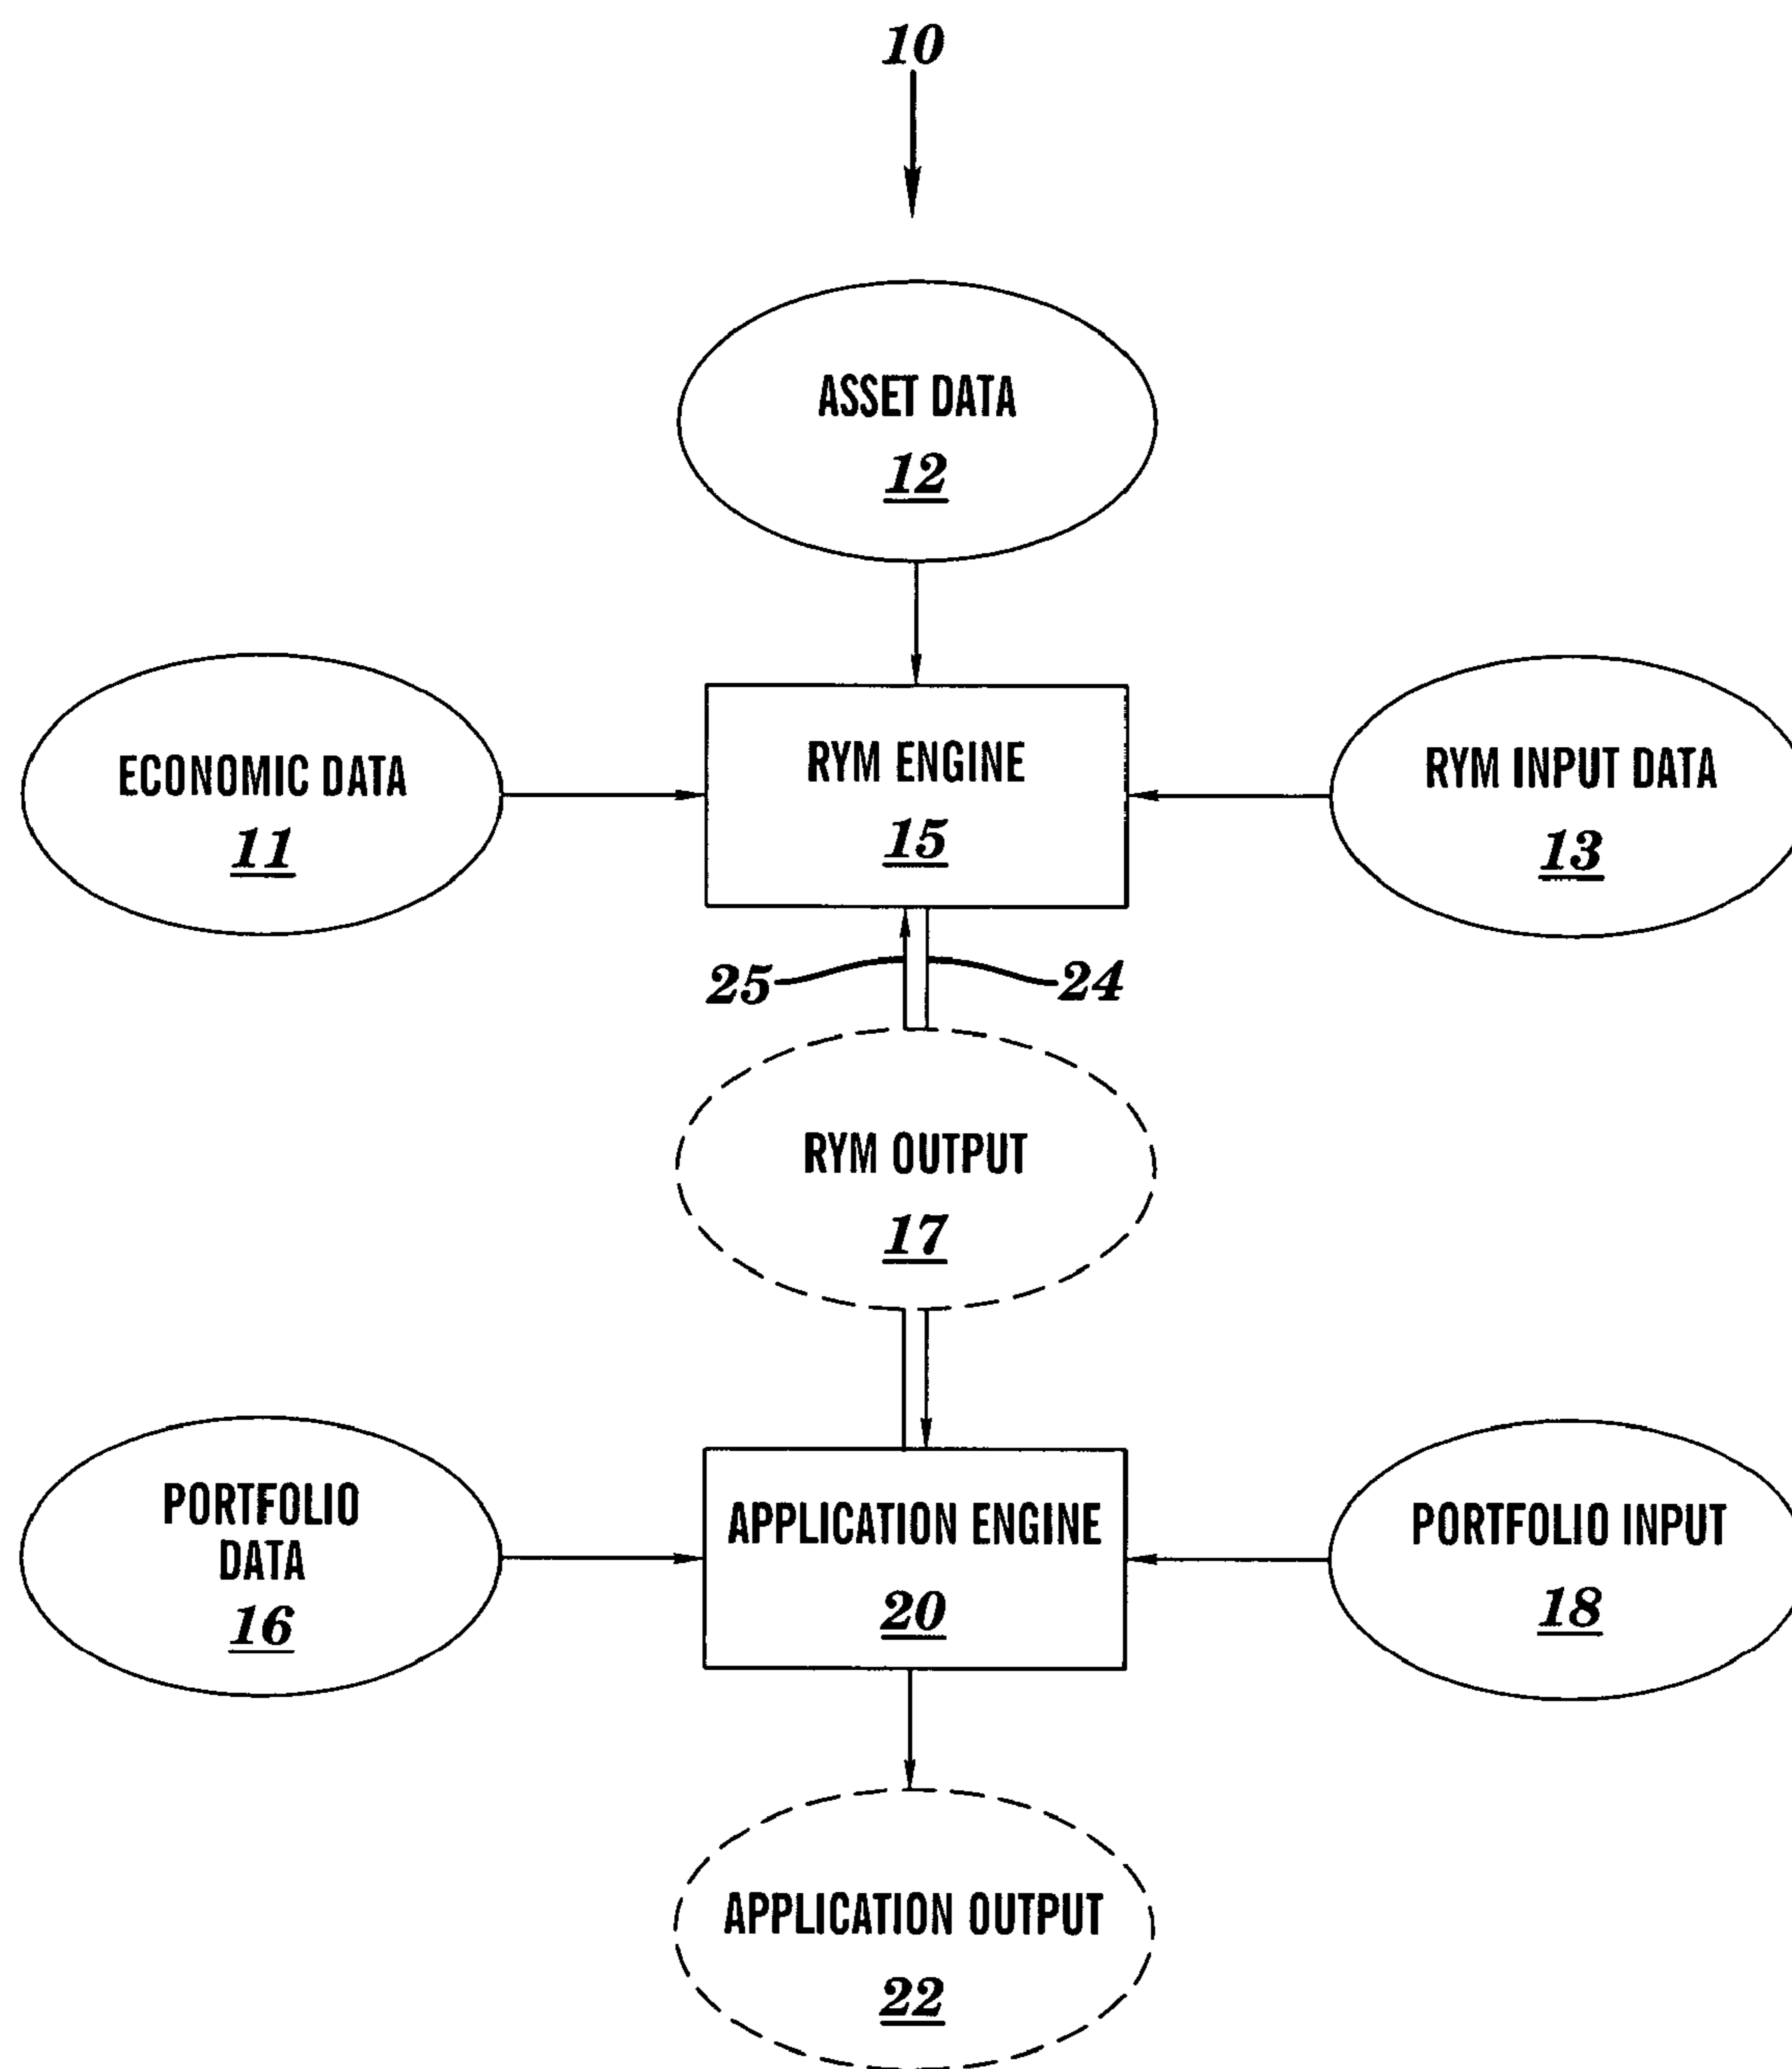 10
ASSET DATA
12
ECONOMIC DATA
11
RYM ENGINE
15
RYM INPUT DATA
13
25
24
RYM OUTPUT
17
PORTFOLIO
DATA
16
APPLICATION ENGINE
20
PORTFOLIO INPUT
18
APPLICATION OUTPUT
22